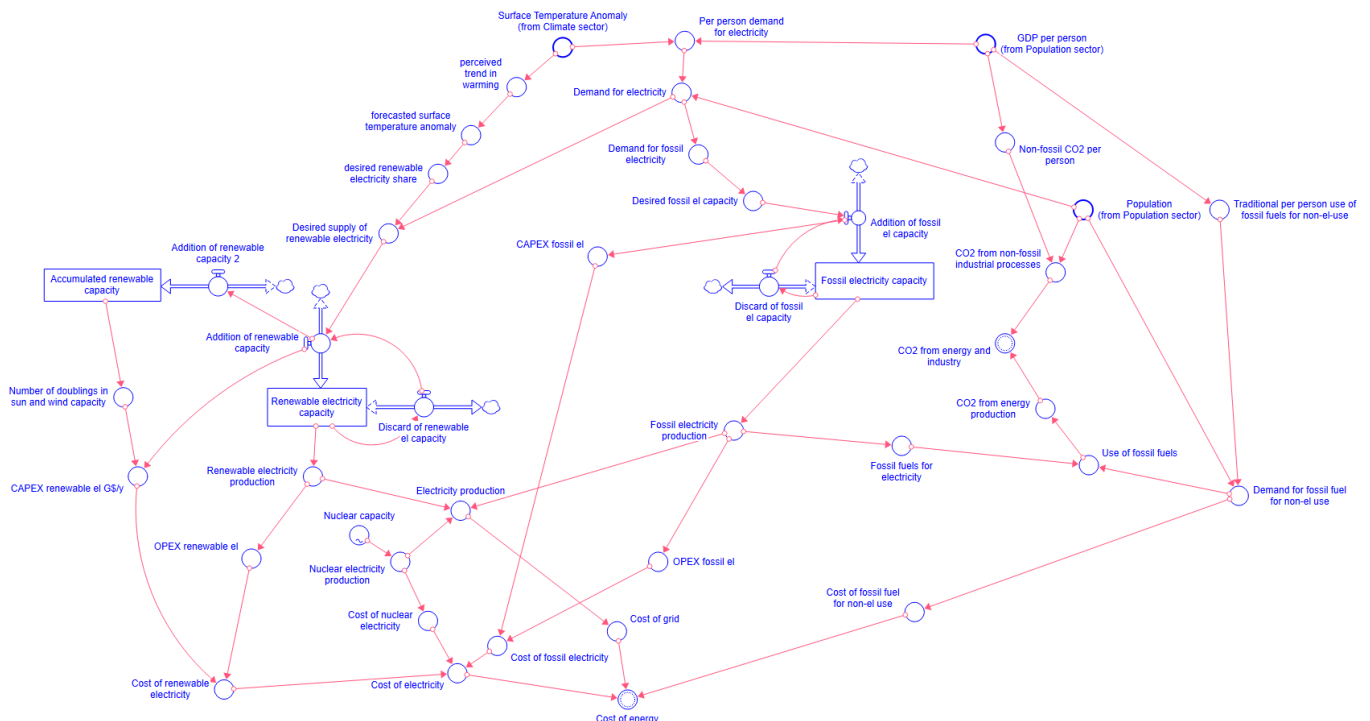 Surface Temperature Anomaly
(from Climate sector)
Per person demand
for electricity
GDP per person
(from Population sector)
perceived
trend in
warming
Demand for electricity
forecasted surface
temperature anomaly
Demand for fossil
electricity
Non-fossil CO2 per
person
desired renewable
electricity share
Desired fossil el capacity
Population
(from Population sector)
Traditional per person use of
fossil fuels for non-el-use
Desired supply of
renewable electricity
Addition of fossil
el capacity
CAPEX fossil el
Addition of renewable
capacity 2
CO2 from non-fossil
industrial processes
Accumulated renewable
capacity
Fossil electricity capacity
Discard of fossil
el capacity
Addition of renewable
capacity
CO2 from energy and
industry
Number of doublings in
sun and wind capacity
Renewable electricity
capacity
Discard of renewable
el capacity
CO2 from energy
production
Fossil electricity
production
Fossil fuels for
electricity
Use of fossil fuels
Renewable electricity
production
CAPEX renewable el G$/y
Electricity production
Demand for fossil fuel
for non-el use
Nuclear capacity
OPEX renewable el
Nuclear electricity
production
OPEX fossil el
Cost of fossil fuel
for non-el use
Cost of nuclear
electricity
Cost of grid
Cost of fossil electricity
Cost of renewable
electricity
Cost of electricity
Cost of energy